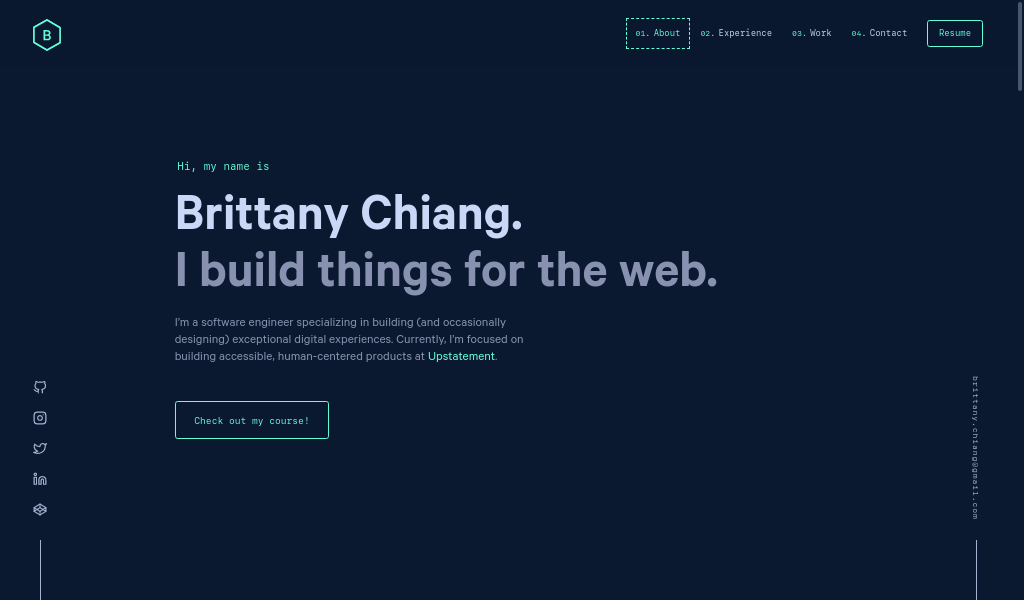 B
01. About 02. Experience 03. Work 04. Contact Resume
Hi, my name is
Brittany Chiang.
I build things for the web.
I'm a software engineer specializing in building (and occasionally
designing) exceptional digital experiences. Currently, I'm focused on
building accessible, human-centered products at Upstatement.
Check out my course!
brittany.chiang@gmail.com